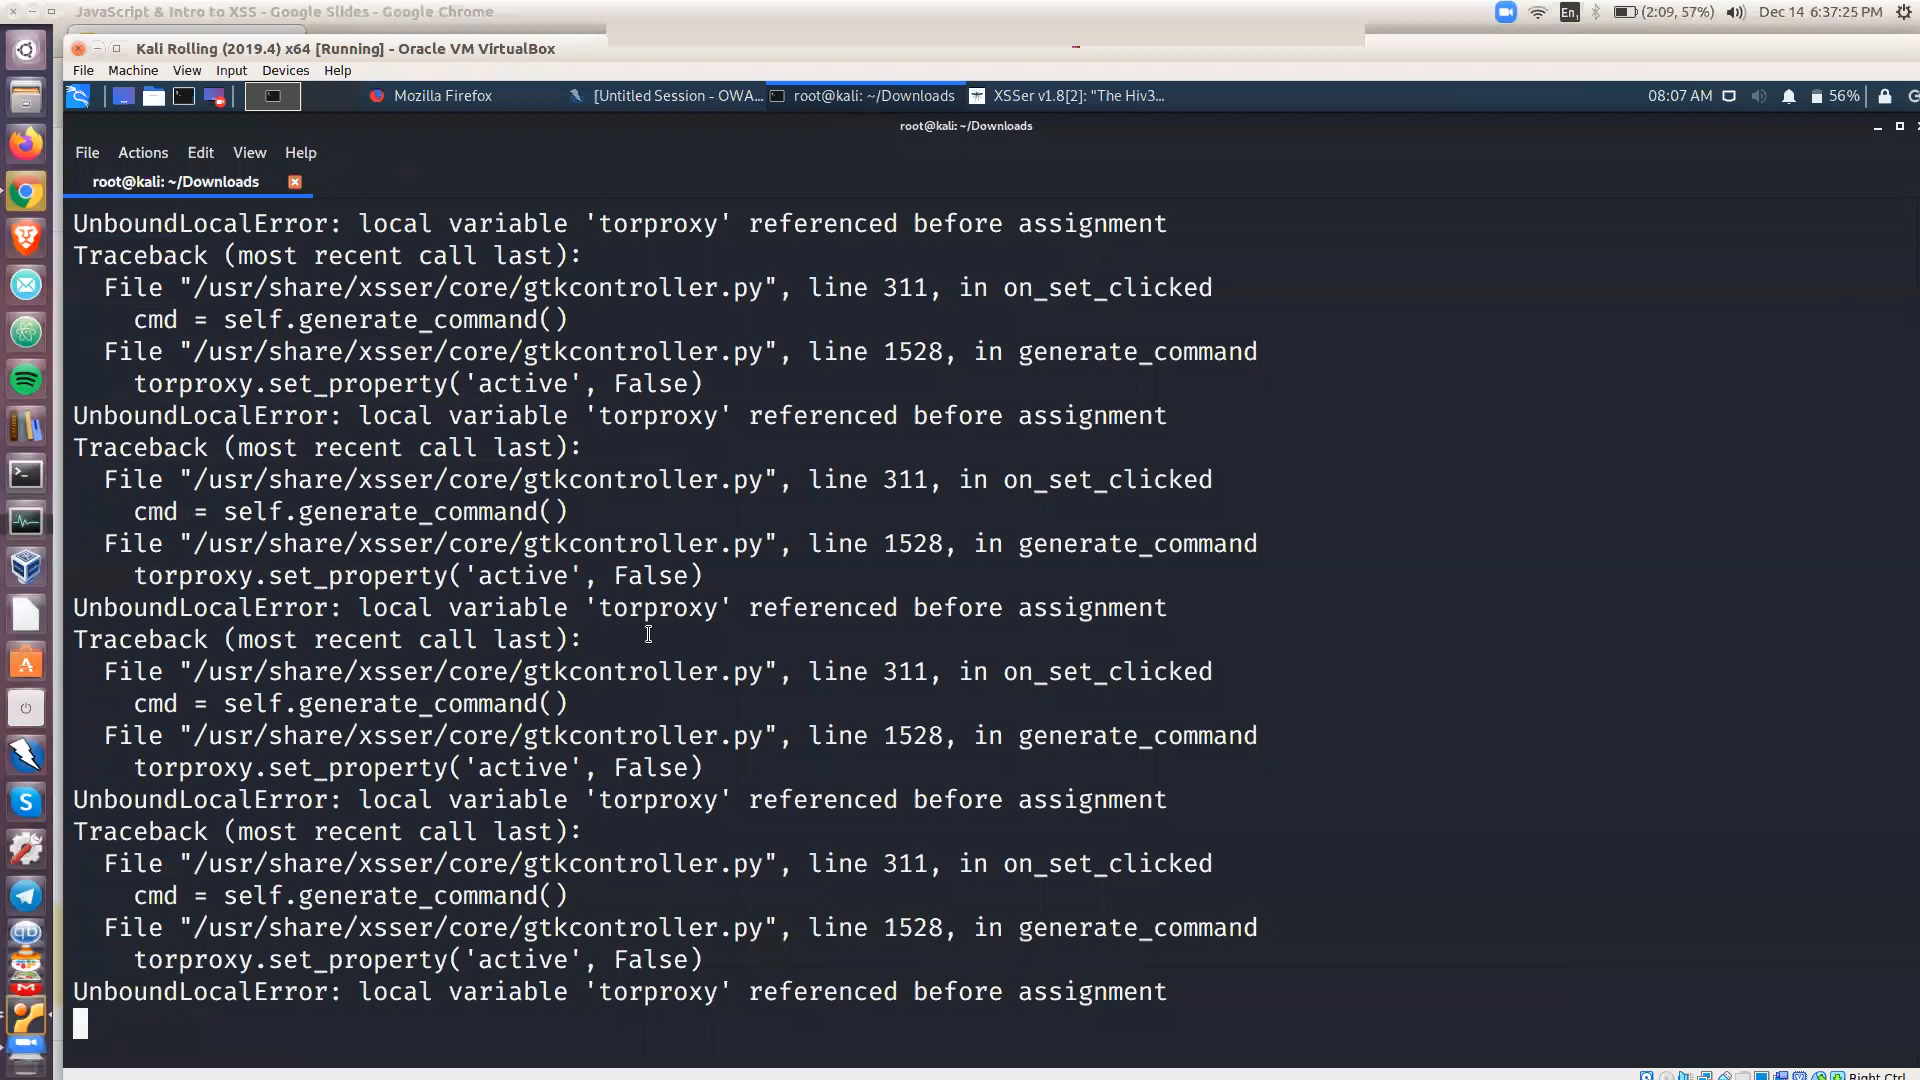 JavaScript & Intro to XSS - Google Slides - Google Chrome
En1 (2:09, 57%) Dec 14 6:37:25 PM
Kali Rolling (2019.4) x64 [Running] - Oracle VM VirtualBox
File Machine View Input Devices Help
Mozilla Firefox [Untitled Session - OWA... root@kali: ~/Downloads XSSer v1.8[2]: "The Hiv3... 08:07 AM 56%
root@kali: ~/Downloads
File Actions Edit View Help
root@kali: ~/Downloads
UnboundLocalError: local variable 'torproxy' referenced before assignment
Traceback (most recent call last):
File "/usr/share/xsser/core/gtkcontroller.py", line 311, in on_set_clicked
cmd = self.generate_command()
File "/usr/share/xsser/core/gtkcontroller.py", line 1528, in generate_command
torproxy.set_property('active', False)
UnboundLocalError: local variable 'torproxy' referenced before assignment
Traceback (most recent call last):
File "/usr/share/xsser/core/gtkcontroller.py", line 311, in on_set_clicked
cmd = self.generate_command()
File "/usr/share/xsser/core/gtkcontroller.py", line 1528, in generate_command
torproxy.set_property('active', False)
UnboundLocalError: local variable 'torproxy' referenced before assignment
Traceback (most recent call last):
File "/usr/share/xsser/core/gtkcontroller.py", line 311, in on_set_clicked
cmd = self.generate_command()
File "/usr/share/xsser/core/gtkcontroller.py", line 1528, in generate_command
torproxy.set_property('active', False)
UnboundLocalError: local variable 'torproxy' referenced before assignment
Traceback (most recent call last):
File "/usr/share/xsser/core/gtkcontroller.py", line 311, in on_set_clicked
cmd = self.generate_command()
File "/usr/share/xsser/core/gtkcontroller.py", line 1528, in generate_command
torproxy.set_property('active', False)
UnboundLocalError: local variable 'torproxy' referenced before assignment
Right Ctrl